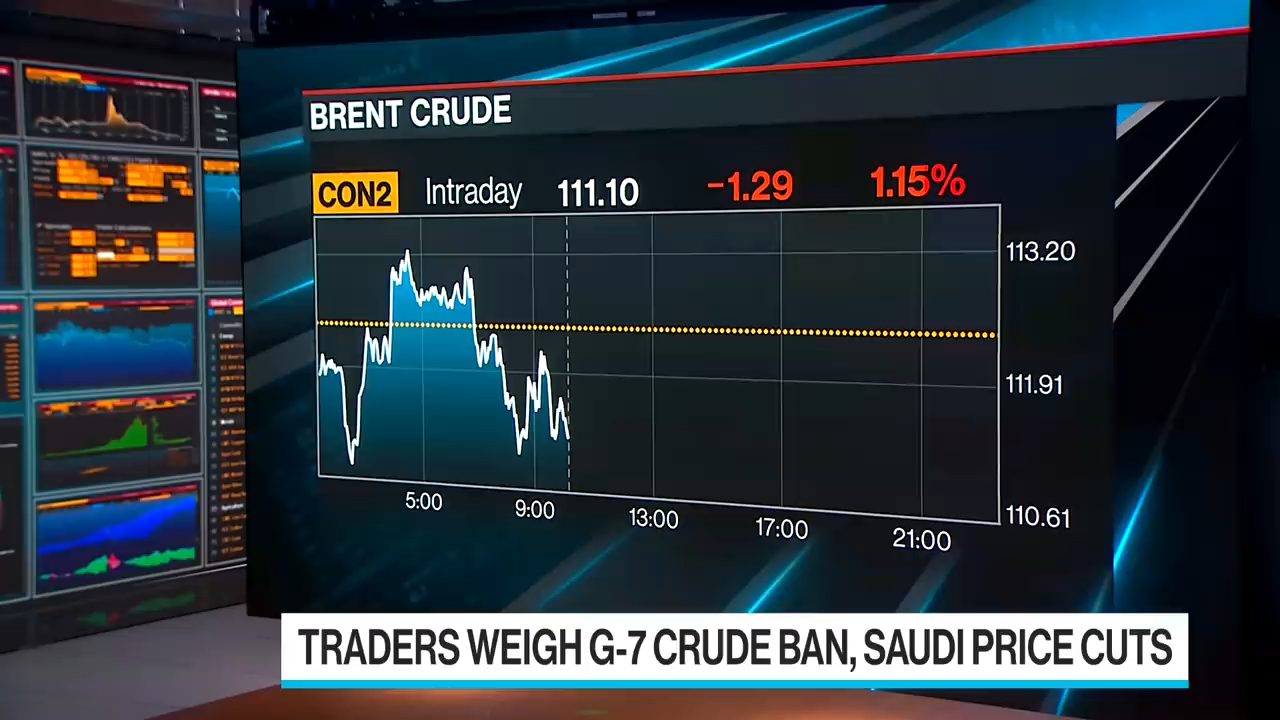 BRENT CRUDE
CON2 Intraday 111.10 −1.29 1.15%
113.20
111.91
110.61
5:00 9:00 13:00 17:00 21:00
TRADERS WEIGH G-7 CRUDE BAN, SAUDI PRICE CUTS